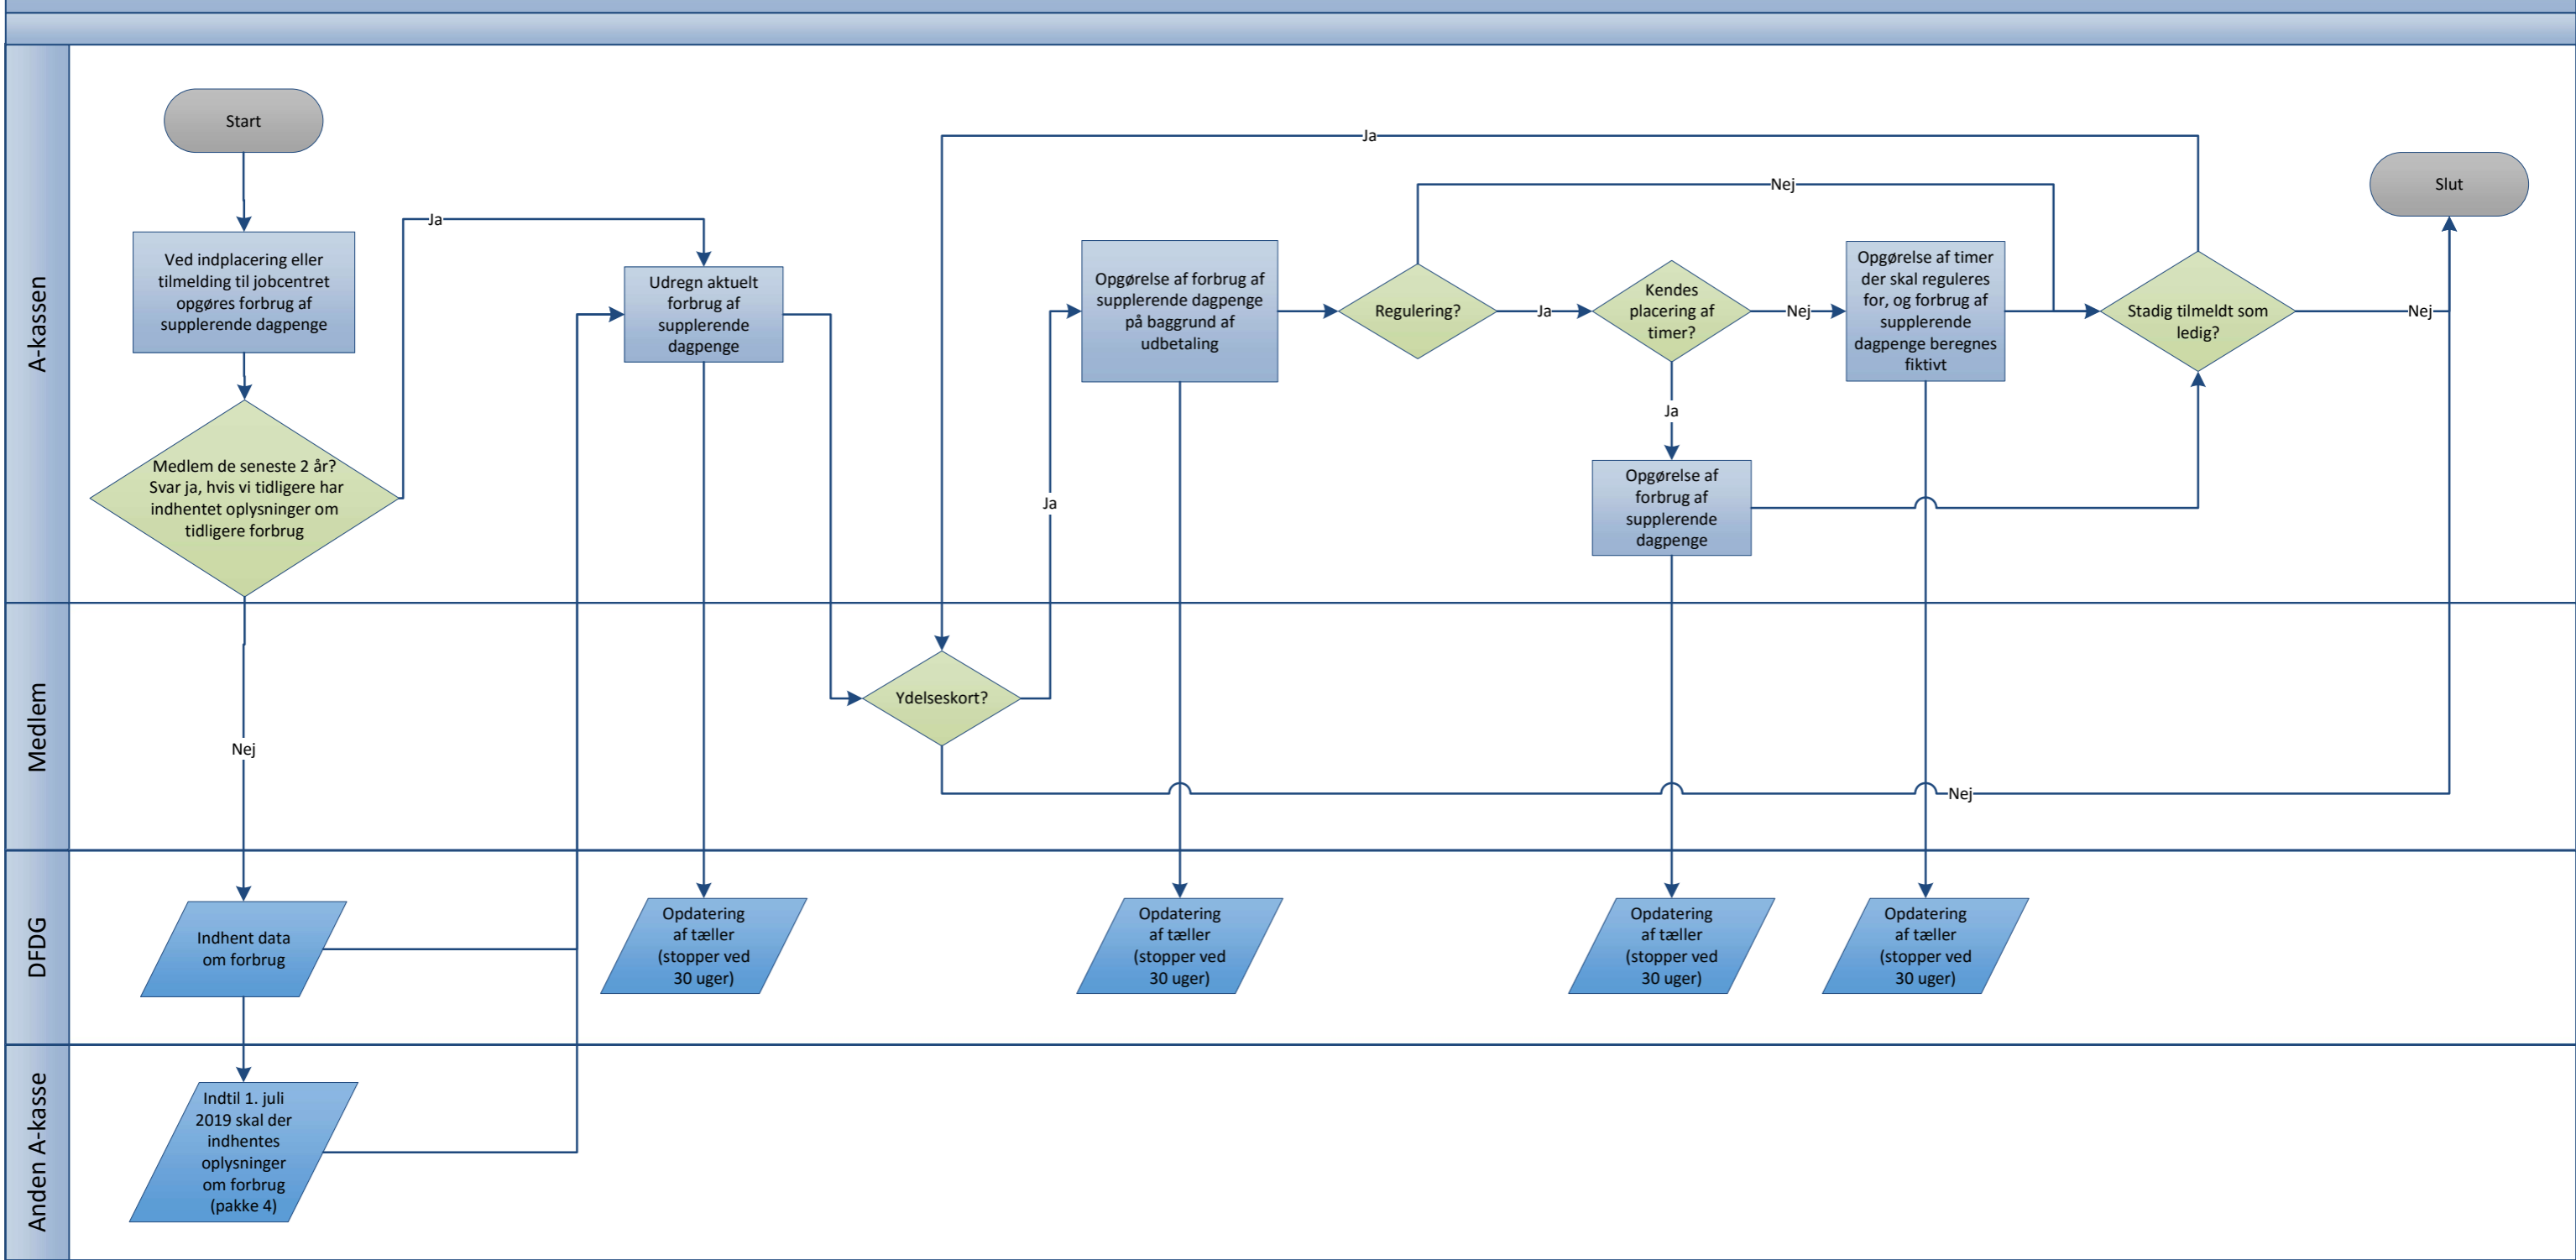 A-kassen
Start
Ved indplacering eller
tilmelding til jobcentret
opgøres forbrug af
supplerende dagpenge
Medlem de seneste 2 år?
Svar ja, hvis vi tidligere har
indhentet oplysninger om
tidligere forbrug
Ja
Udregn aktuelt
forbrug af
supplerende
dagpenge
Ja
Ja
Opgørelse af forbrug af
supplerende dagpenge
på baggrund af
udbetaling
Regulering?
Nej
Ja
Kendes
placering af
timer?
Nej
Ja
Opgørelse af
forbrug af
supplerende
dagpenge
Opgørelse af timer
der skal reguleres
for, og forbrug af
supplerende
dagpenge beregnes
fiktivt
Stadig tilmeldt som
ledig?
Nej
Slut
Medlem
Nej
Ydelseskort?
Nej
DFDG
Indhent data
om forbrug
Opdatering
af tæller
(stopper ved
30 uger)
Opdatering
af tæller
(stopper ved
30 uger)
Opdatering
af tæller
(stopper ved
30 uger)
Opdatering
af tæller
(stopper ved
30 uger)
Anden A-kasse
Indtil 1. juli
2019 skal der
indhentes
oplysninger
om forbrug
(pakke 4)